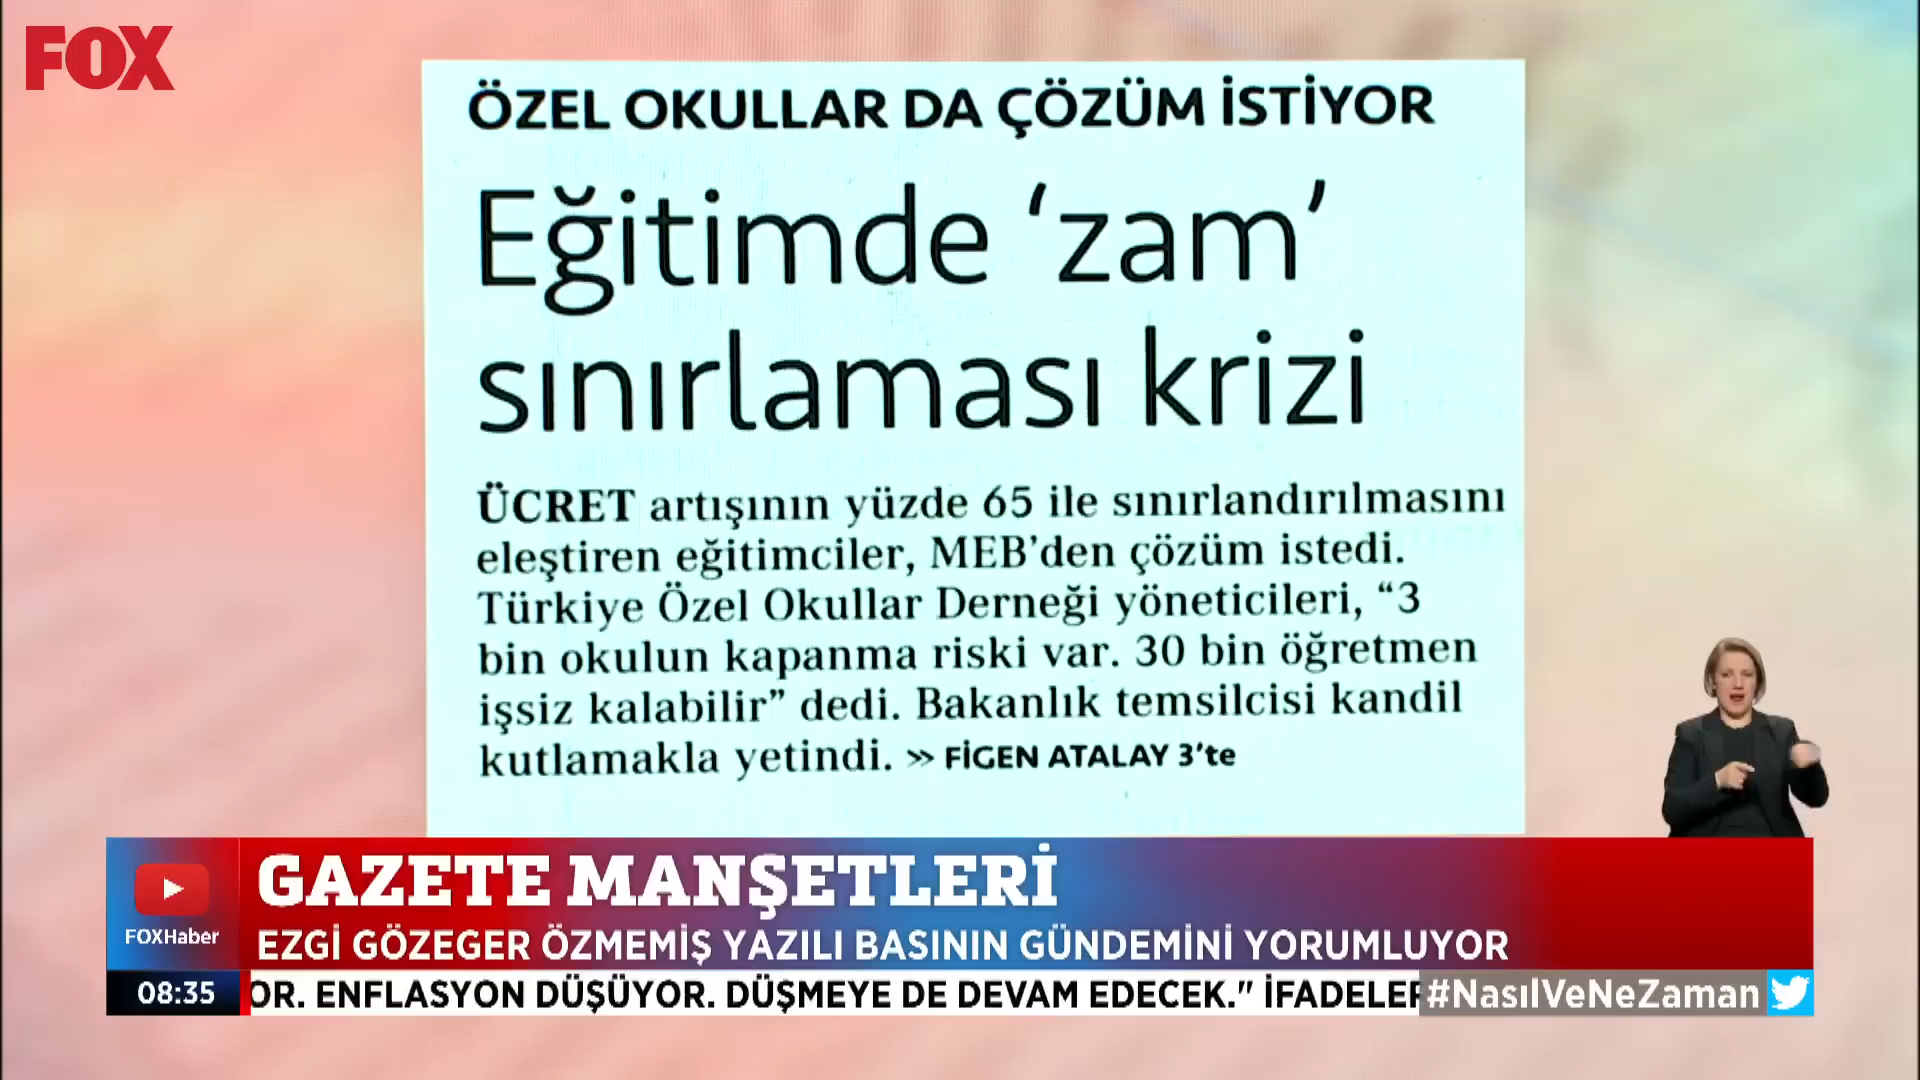 FOX
ÖZEL OKULLAR DA ÇÖZÜM İSTİYOR
Eğitimde ‘zam’
sınırlaması krizi
ÜCRET artışının yüzde 65 ile sınırlandırılmasını
eleştiren eğitimciler, MEB’den çözüm istedi.
Türkiye Özel Okullar Derneği yöneticileri, “3
bin okulun kapanma riski var. 30 bin öğretmen
işsiz kalabilir” dedi. Bakanlık temsilcisi kandil
kutlamakla yetindi. » FİGEN ATALAY 3’te
GAZETE MANŞETLERİ
FOXHaber
EZGİ GÖZEGER ÖZMEMİŞ YAZILI BASININ GÜNDEMİNİ YORUMLUYOR
08:35
OR. ENFLASYON DÜŞÜYOR. DÜŞMEYE DE DEVAM EDECEK." İFADELER
#NasılVeNeZaman